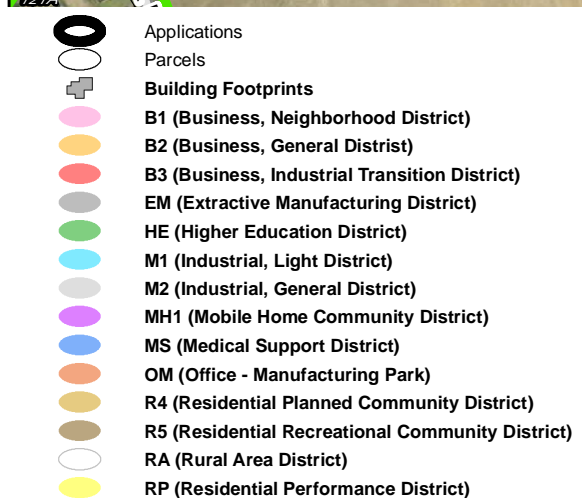 Applications
Parcels
Building Footprints
B1 (Business, Neighborhood District)
B2 (Business, General Distrist)
B3 (Business, Industrial Transition District)
EM (Extractive Manufacturing District)
HE (Higher Education District)
M1 (Industrial, Light District)
M2 (Industrial, General District)
MH1 (Mobile Home Community District)
MS (Medical Support District)
OM (Office - Manufacturing Park)
R4 (Residential Planned Community District)
R5 (Residential Recreational Community District)
RA (Rural Area District)
RP (Residential Performance District)